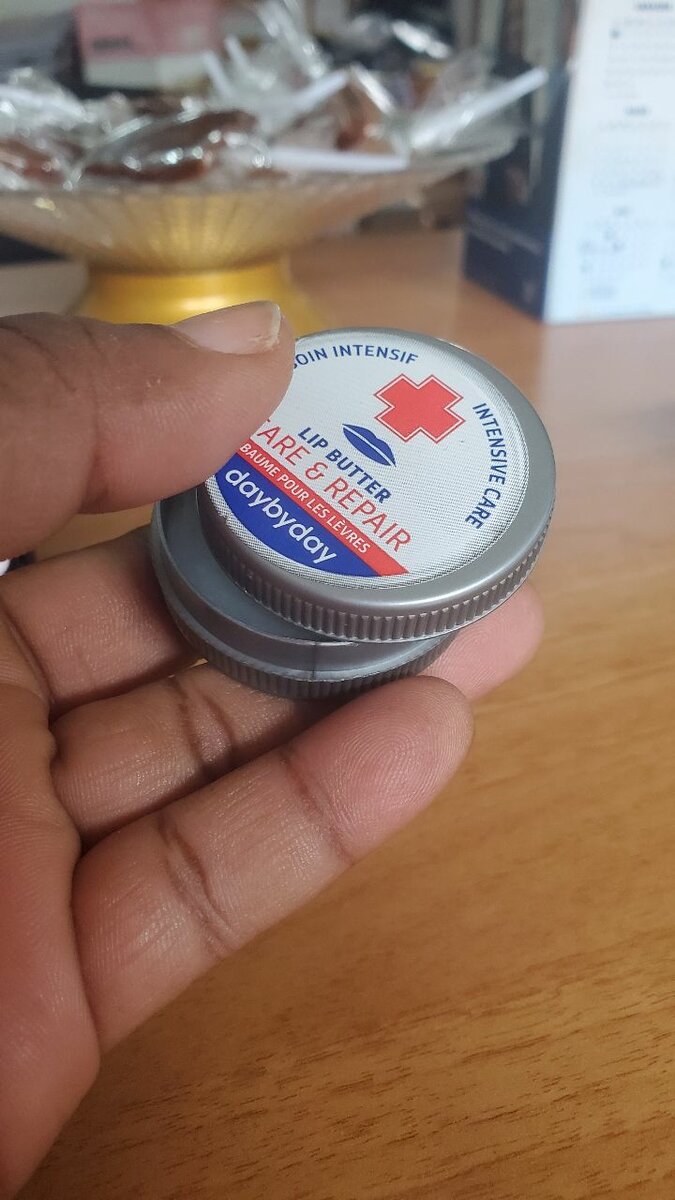 SOIN INTENSIF
INTENSIVE CARE
LIP BUTTER
CARE & REPAIR
BAUME POUR LES LÈVRES
daybyday